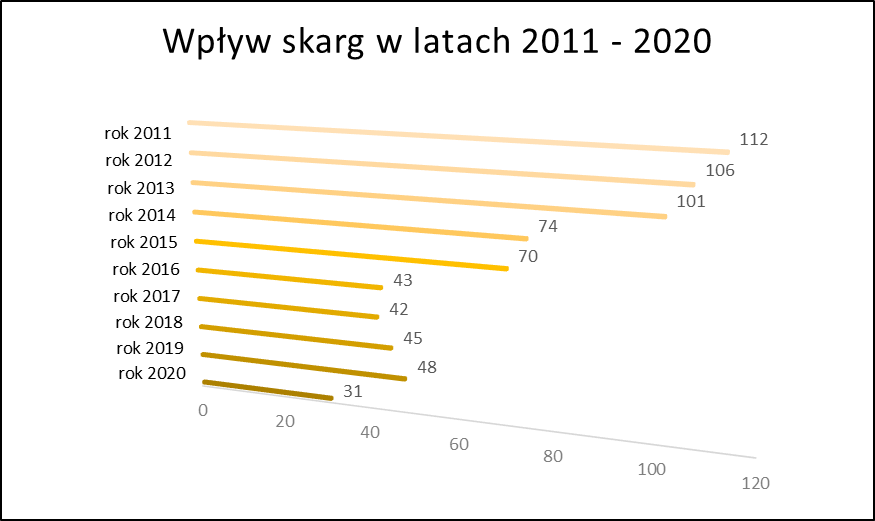 Wpływ skarg w latach 2011 - 2020
rok 2011 112
rok 2012 106
rok 2013 101
rok 2014 74
rok 2015 70
rok 2016 43
rok 2017 42
rok 2018 45
rok 2019 48
rok 2020 31
0 20 40 60 80 100 120